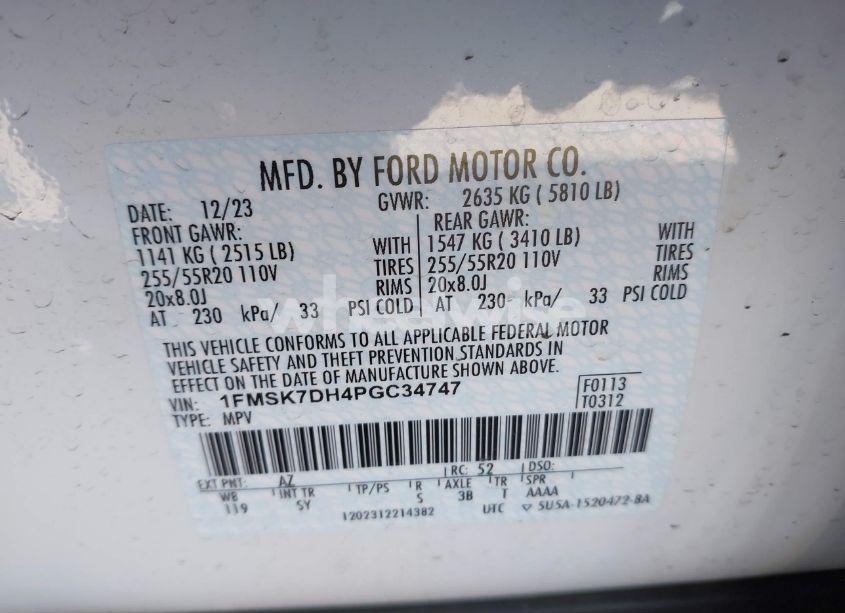 MFD. BY FORD MOTOR CO.
DATE: 12/23 GVWR: 2635 KG ( 5810 LB)
FRONT GAWR: REAR GAWR:
1141 KG ( 2515 LB) WITH 1547 KG ( 3410 LB) WITH
255/55R20 110V TIRES 255/55R20 110V TIRES
20x8.0J RIMS 20x8.0J RIMS
AT 230 kPa/ 33 PSI COLD AT 230 kPa/ 33 PSI COLD
THIS VEHICLE CONFORMS TO ALL APPLICABLE FEDERAL MOTOR
VEHICLE SAFETY AND THEFT PREVENTION STANDARDS IN
EFFECT ON THE DATE OF MANUFACTURE SHOWN ABOVE.
VIN: 1FMSK7DH4PGC34747 F0113
TYPE: MPV T0312
EXT PNT: AZ RC: 52 DSO:
WB INT TR TP/PS R AXLE TR SPR
119 SY S 3B T AAAA
1202312214382 UTC 5U5A-1520472-BA